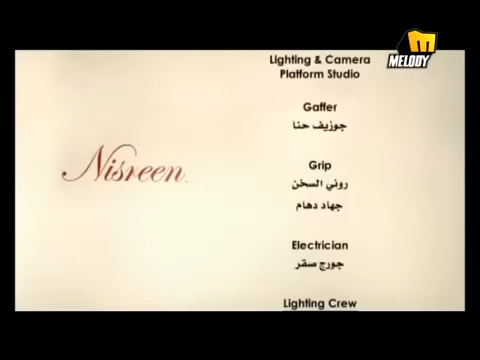 MELODY
Nisreen
Lighting & Camera
Platform Studio
Gaffer
جوزيف حنا
Grip
روني السخن
جهاد دهام
Electrician
جورج صقر
Lighting Crew